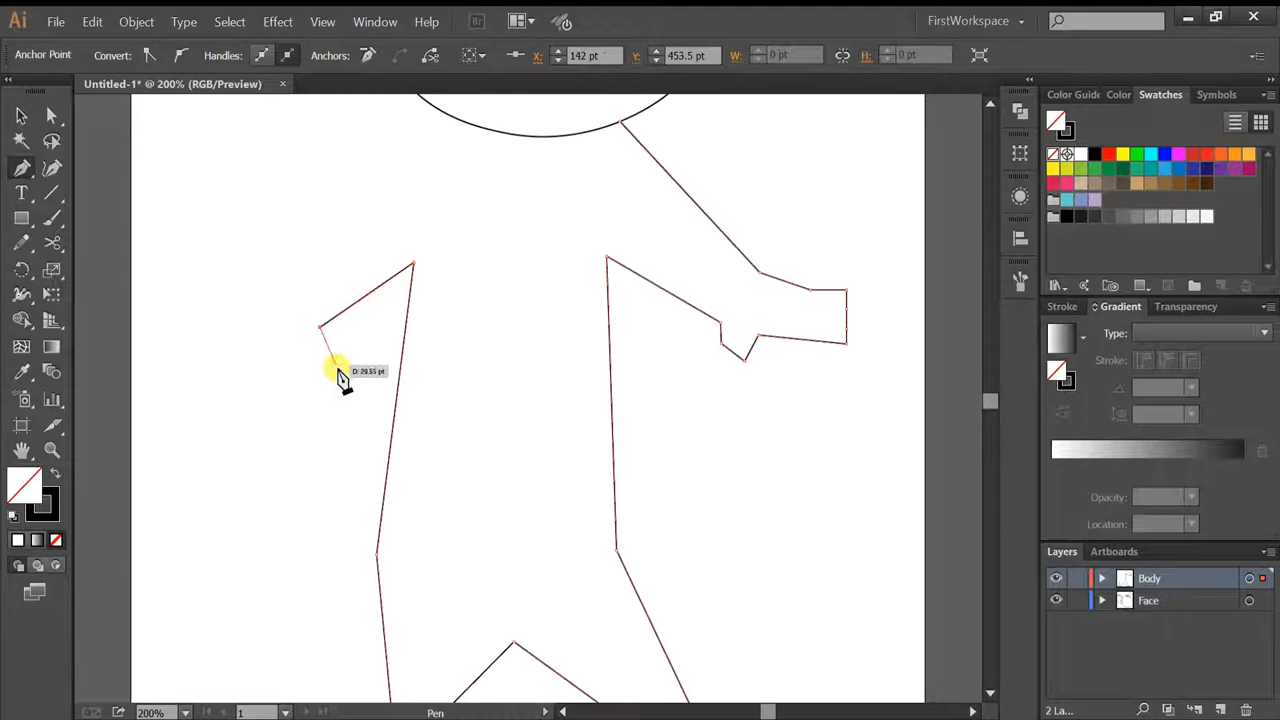 Ai File Edit Object Type Select Effect View Window Help Br FirstWorkspace
Anchor Point Convert: Handles: Anchors: X: 142 pt Y: 453.5 pt W: 0 pt H: 0 pt
Untitled-1* @ 200% (RGB/Preview) ×
Color Guide Color Swatches Symbols
D: 29.55 pt
Stroke Gradient Transparency
Type:
Stroke:
Opacity:
Location:
Layers Artboards
Body
Face
200% 1 Pen 2 La...